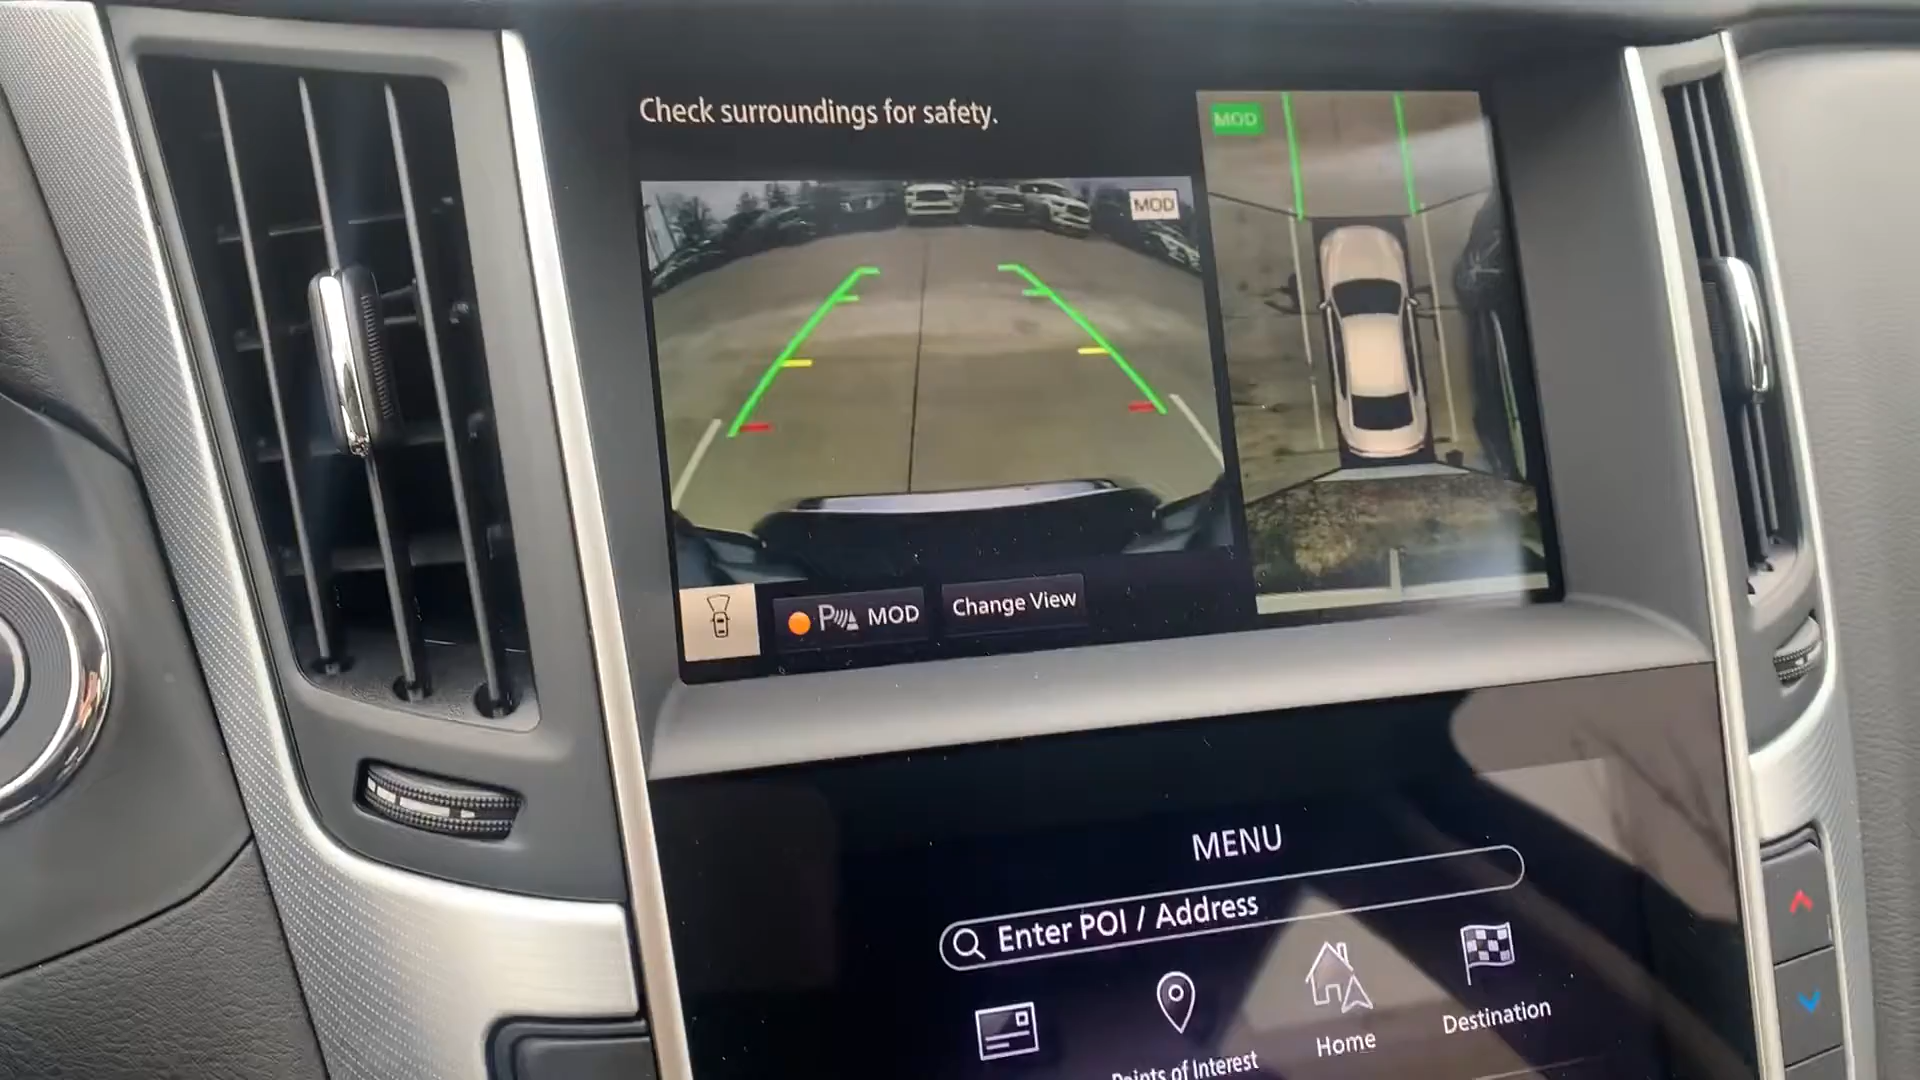 Check surroundings for safety.
MOD
MOD
P MOD
Change View
MENU
Enter POI / Address
Points of Interest
Home
Destination